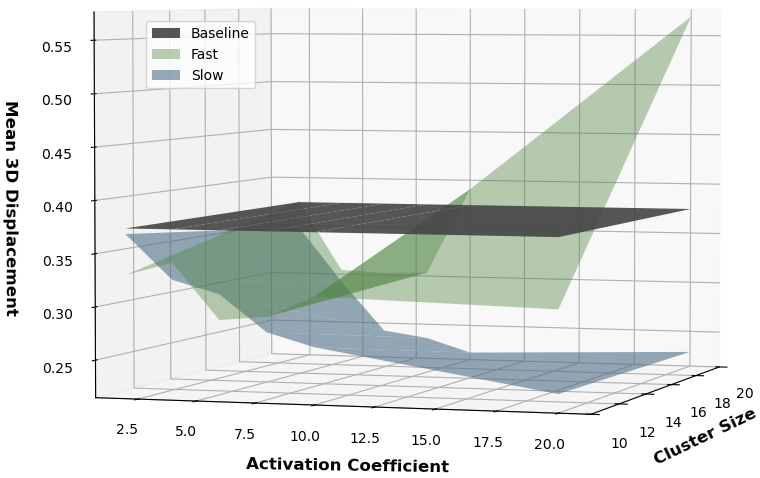 Baseline
Fast
Slow
0.55
0.50
0.45
0.40
0.35
0.30
0.25
Mean 3D Displacement
2.5 5.0 7.5 10.0 12.5 15.0 17.5 20.0
Activation Coefficient
10 12 14 16 18 20
Cluster Size